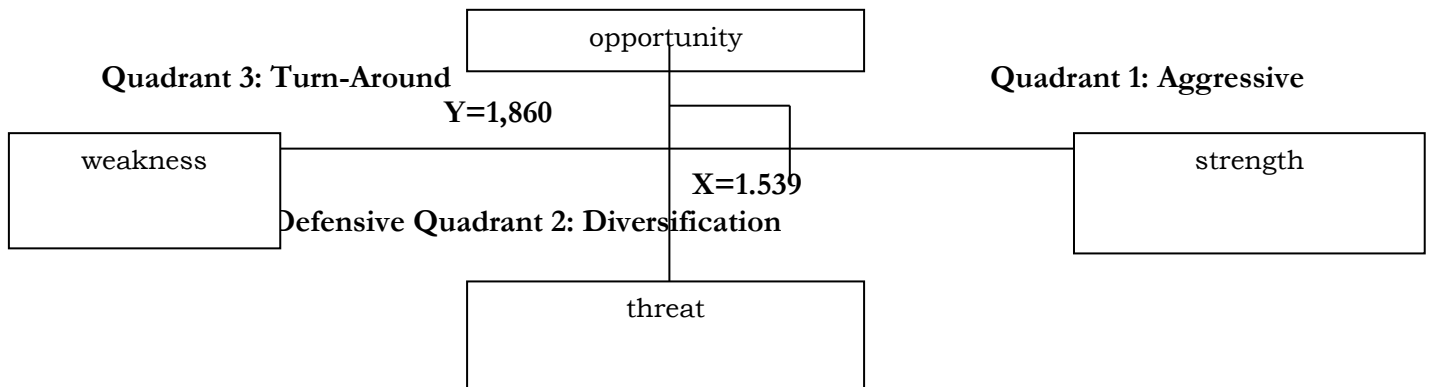 opportunity
Quadrant 3: Turn-Around
Quadrant 1: Aggressive
Y=1,860
weakness
strength
X=1.539
Defensive Quadrant 2: Diversification
threat